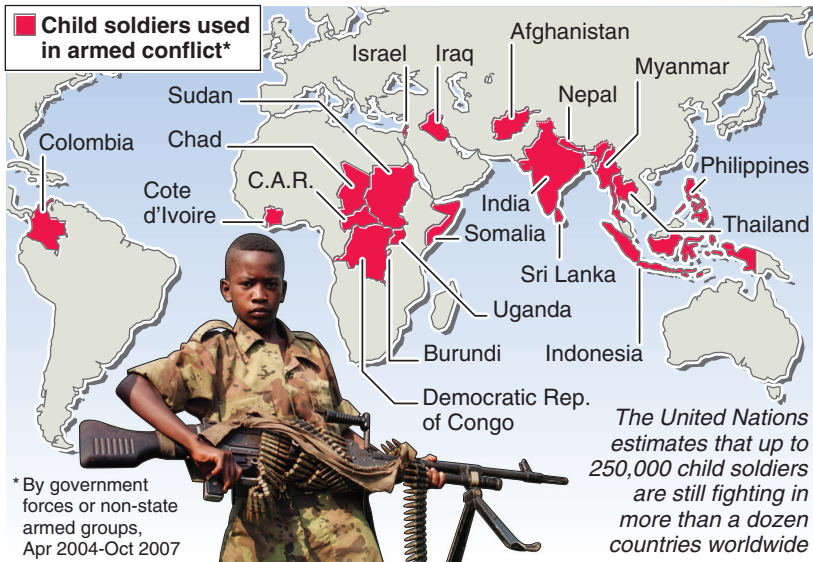 Child soldiers used
in armed conflict*
Afghanistan
Israel
Iraq
Myanmar
Sudan
Nepal
Colombia
Chad
Philippines
C.A.R.
Cote
d'Ivoire
India
Somalia
Thailand
Sri Lanka
Uganda
Burundi
Indonesia
Democratic Rep.
of Congo
The United Nations
estimates that up to
250,000 child soldiers
are still fighting in
more than a dozen
countries worldwide
* By government
forces or non-state
armed groups,
Apr 2004-Oct 2007